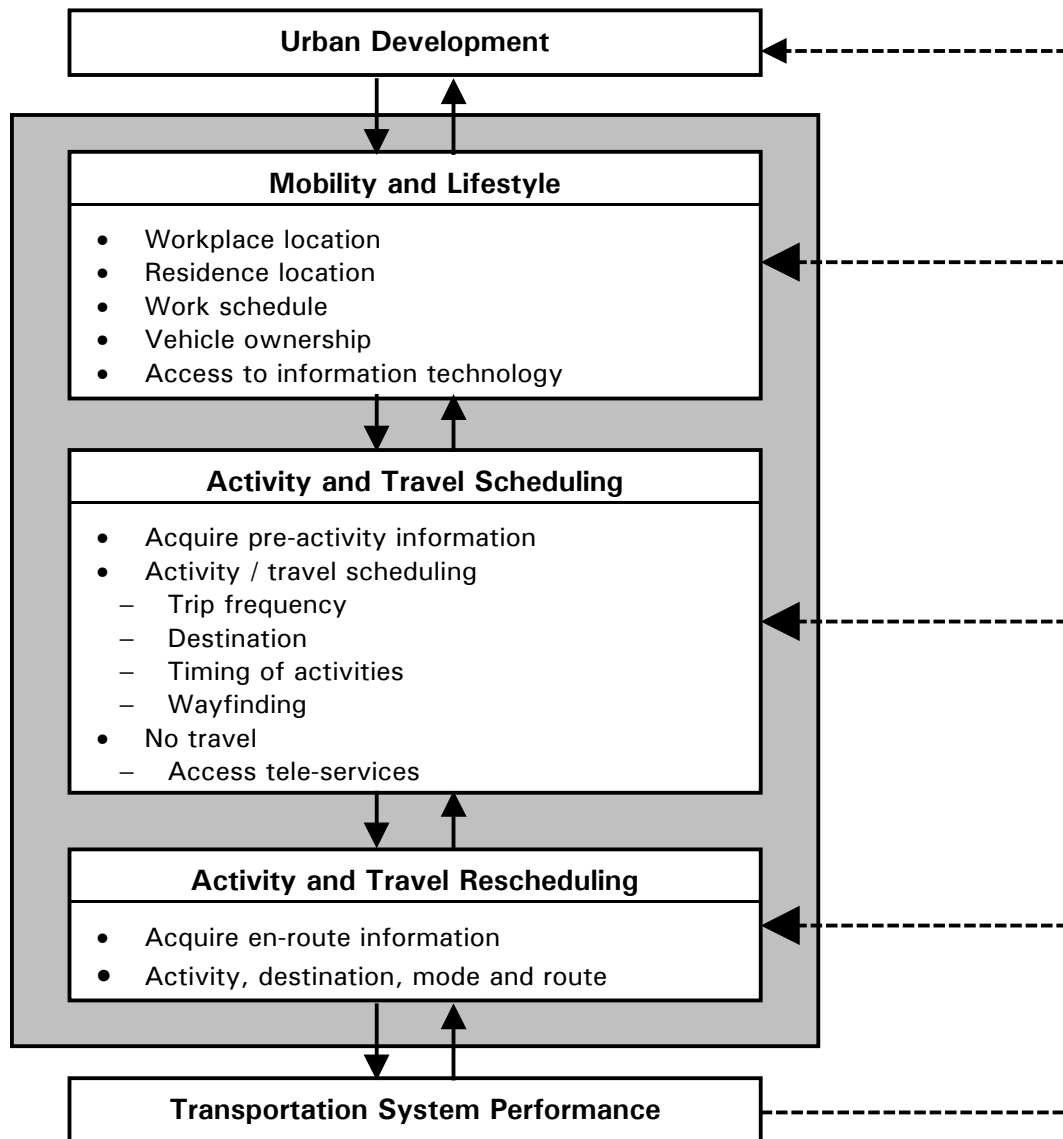 Urban Development
Mobility and Lifestyle
• Workplace location
• Residence location
• Work schedule
• Vehicle ownership
• Access to information technology
Activity and Travel Scheduling
• Acquire pre-activity information
• Activity / travel scheduling
– Trip frequency
– Destination
– Timing of activities
– Wayfinding
• No travel
– Access tele-services
Activity and Travel Rescheduling
• Acquire en-route information
• Activity, destination, mode and route
Transportation System Performance